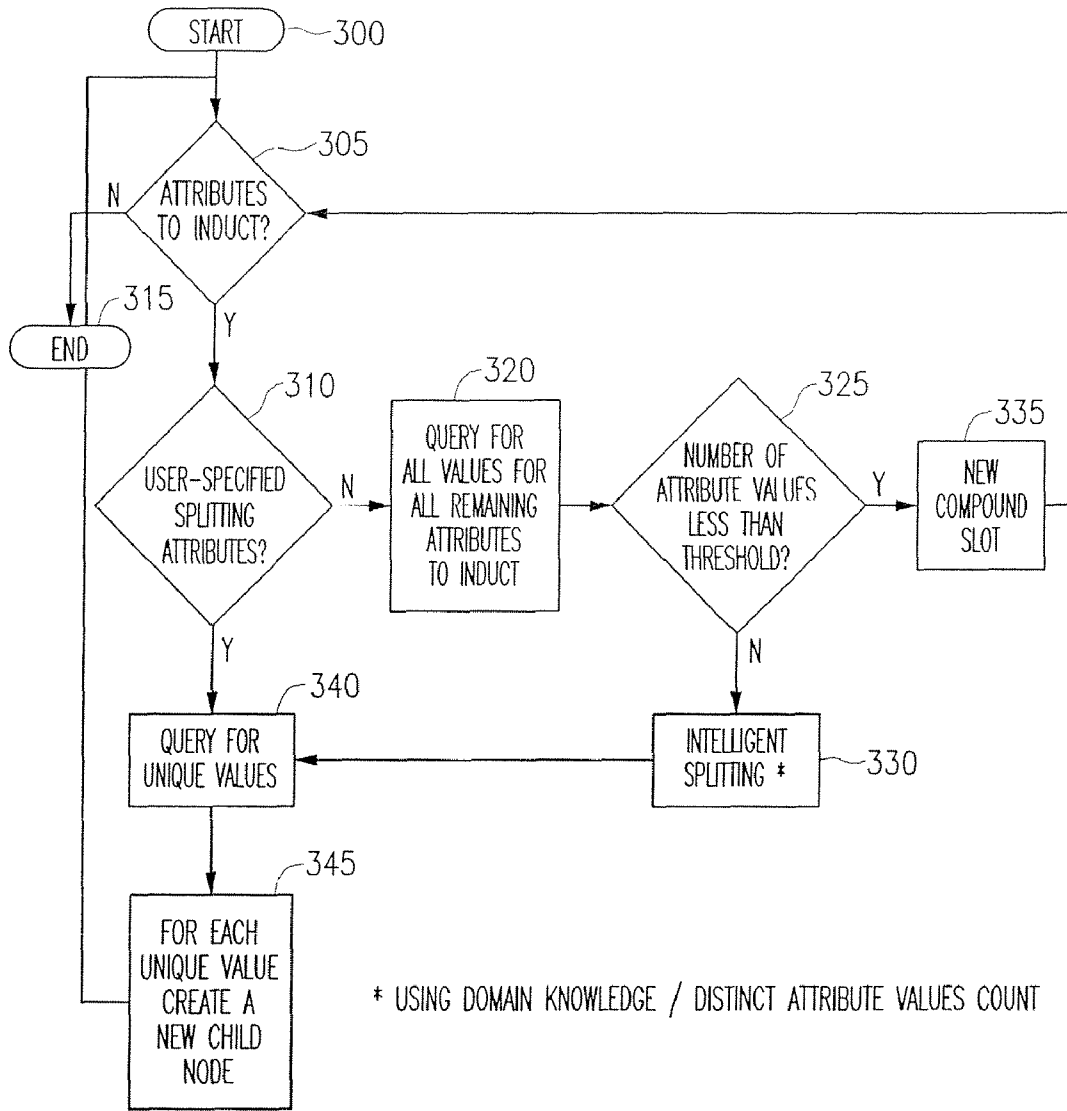 START
300
305
ATTRIBUTES
TO INDUCT?
N
315
END
Y
310
USER-SPECIFIED
SPLITTING
ATTRIBUTES?
N
320
QUERY FOR
ALL VALUES FOR
ALL REMAINING
ATTRIBUTES
TO INDUCT
325
NUMBER OF
ATTRIBUTE VALUES
LESS THAN
THRESHOLD?
Y
335
NEW
COMPOUND
SLOT
Y
N
340
QUERY FOR
UNIQUE VALUES
INTELLIGENT
SPLITTING *
330
345
FOR EACH
UNIQUE VALUE
CREATE A
NEW CHILD
NODE
* USING DOMAIN KNOWLEDGE / DISTINCT ATTRIBUTE VALUES COUNT